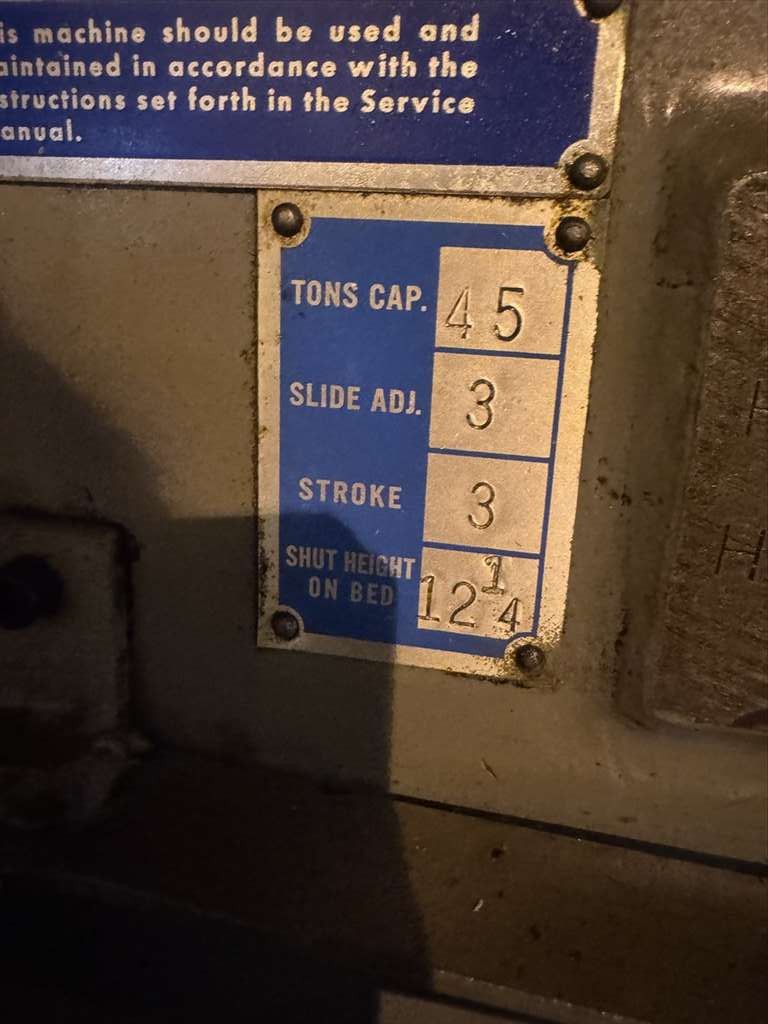 is machine should be used and
aintained in accordance with the
structions set forth in the Service
anual.
TONS CAP. 45
SLIDE ADJ. 3
STROKE 3
SHUT HEIGHT
ON BED 12 1/4
H